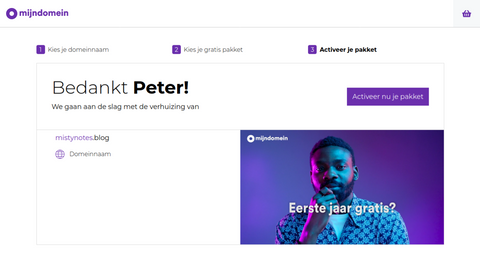 mijndomein
1 Kies je domeinnaam
2 Kies je gratis pakket
3 Activeer je pakket
Bedankt Peter!
We gaan aan de slag met de verhuizing van
Activeer nu je pakket
mistynotes.blog
Domeinnaam
mijndomein
Eerste jaar gratis?